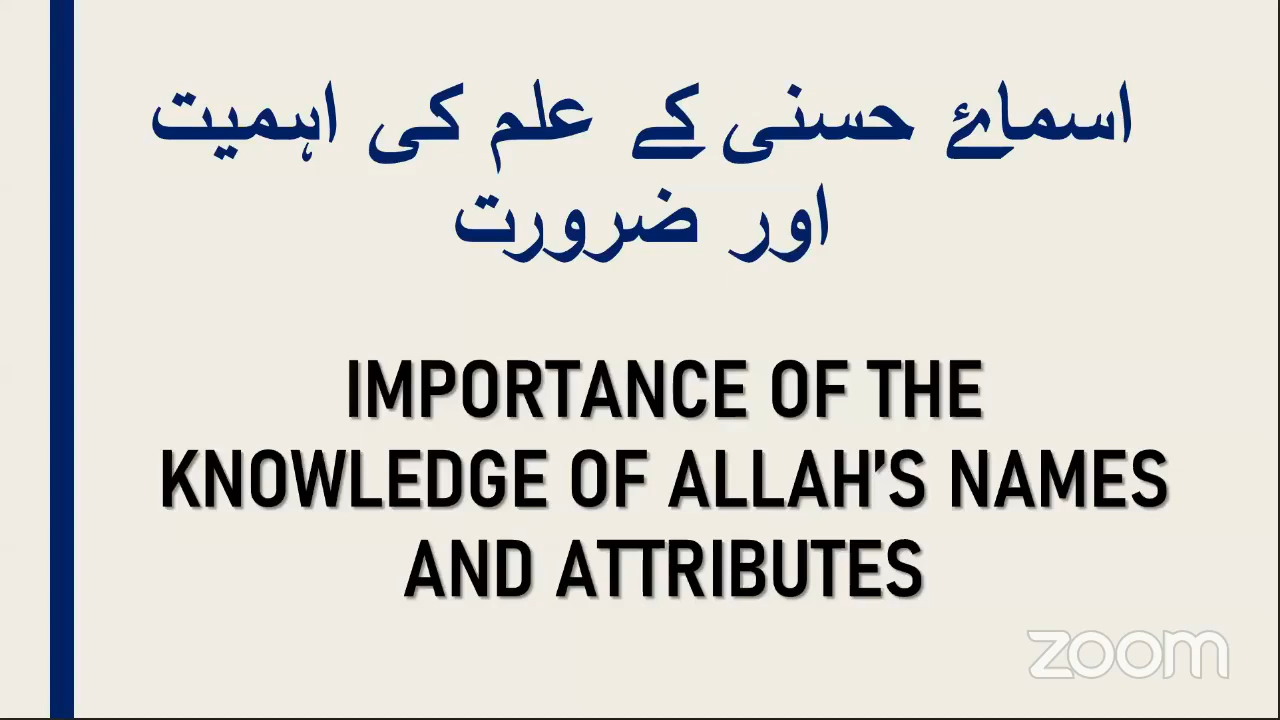 اسمائے حسنی کے علم کی اہمیت
اور ضرورت
IMPORTANCE OF THE
KNOWLEDGE OF ALLAH’S NAMES
AND ATTRIBUTES
zoom